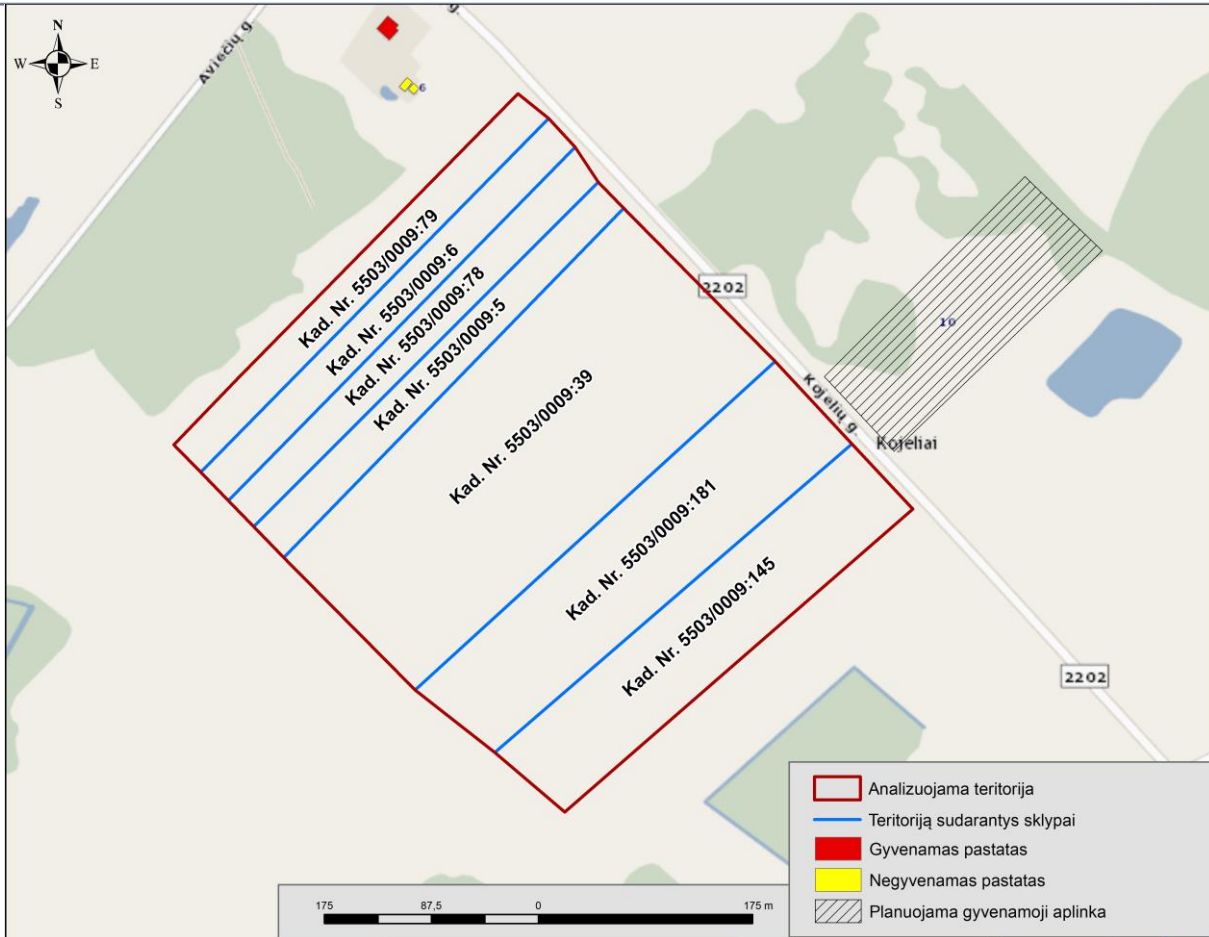 N
W E
S
Aviečių g.
g.
6
Kad. Nr. 5503/0009:79
Kad. Nr. 5503/0009:6
Kad. Nr. 5503/0009:78
Kad. Nr. 5503/0009:5
Kad. Nr. 5503/0009:39
Kad. Nr. 5503/0009:181
Kad. Nr. 5503/0009:145
2202
10
Kojelių g.
Kojeliai
2202
Analizuojama teritorija
Teritoriją sudarantys sklypai
Gyvenamas pastatas
Negyvenamas pastatas
Planuojama gyvenamoji aplinka
175 87,5 0 175 m